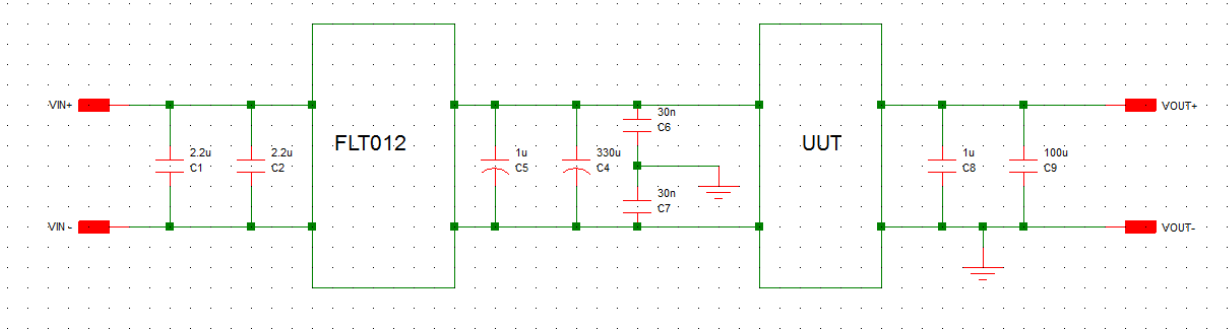 VIN+
VIN -
2.2u
C1
2.2u
C2
FLT012
1u
C5
330u
C4
30n
C6
30n
C7
UUT
1u
C8
100u
C9
VOUT+
VOUT-